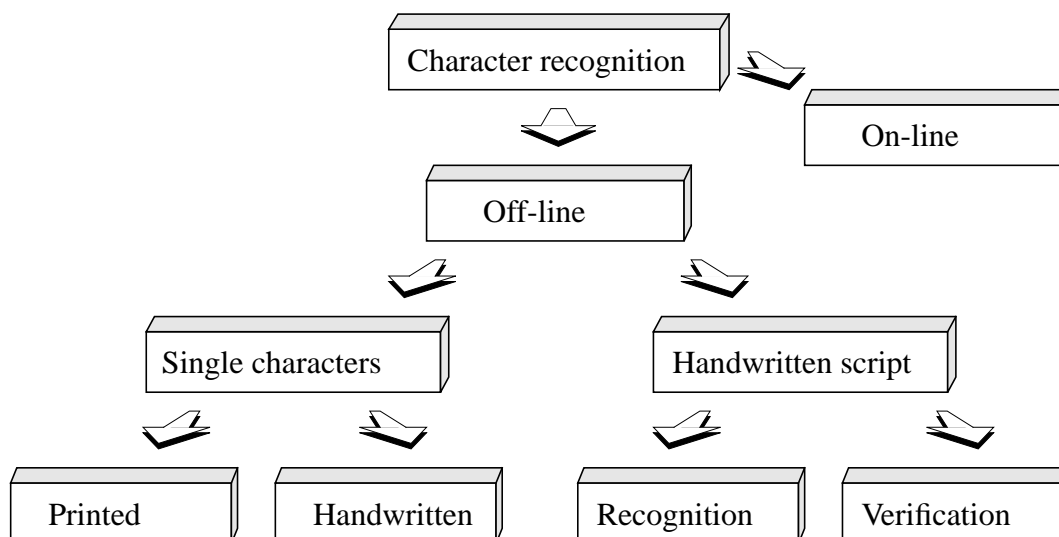 Character recognition
On-line
Off-line
Single characters
Handwritten script
Printed
Handwritten
Recognition
Verification